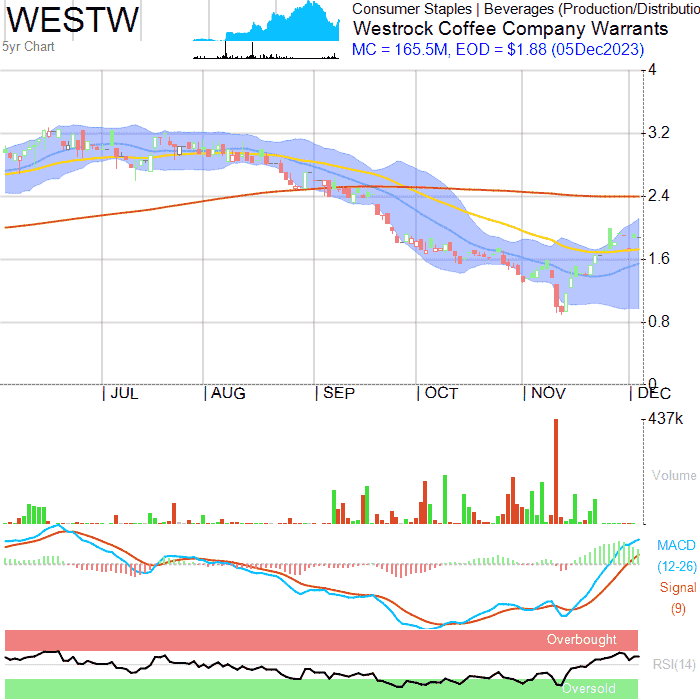 WESTW
5yr Chart
Consumer Staples | Beverages (Production/Distributio
Westrock Coffee Company Warrants
MC = 165.5M, EOD = $1.88 (05Dec2023)
4
3.2
2.4
1.6
0.8
0
| JUL | AUG | SEP | OCT | NOV | DEC
437k
Volume
MACD
(12-26)
Signal
(9)
Overbought
RSI(14)
Oversold